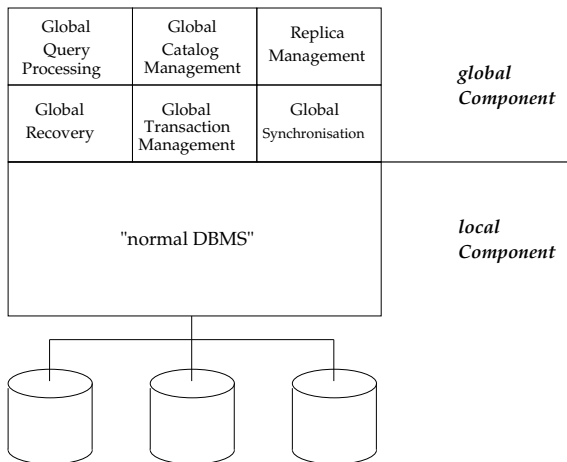 Global
Query
Processing
Global
Catalog
Management
Replica
Management
Global
Recovery
Global
Transaction
Management
Global
Synchronisation
global
Component
"normal DBMS"
local
Component